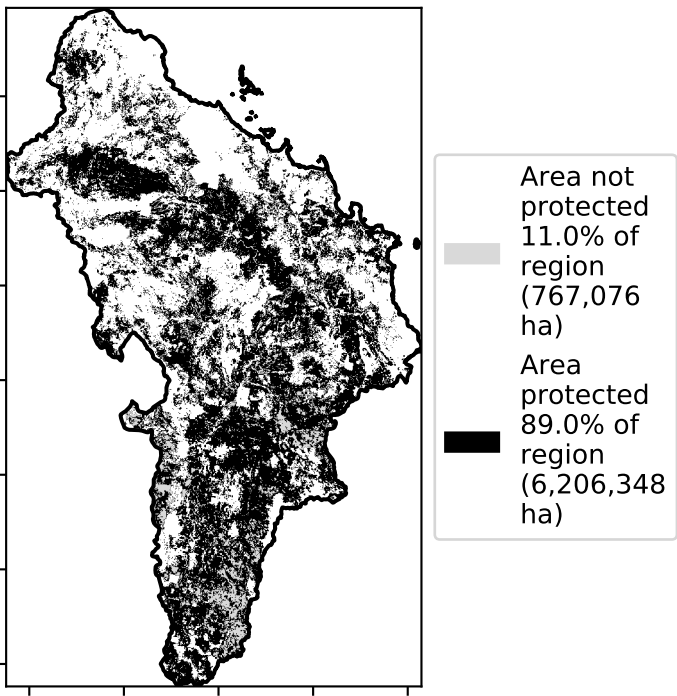 Area not
protected
11.0% of
region
(767,076
ha)
Area
protected
89.0% of
region
(6,206,348
ha)